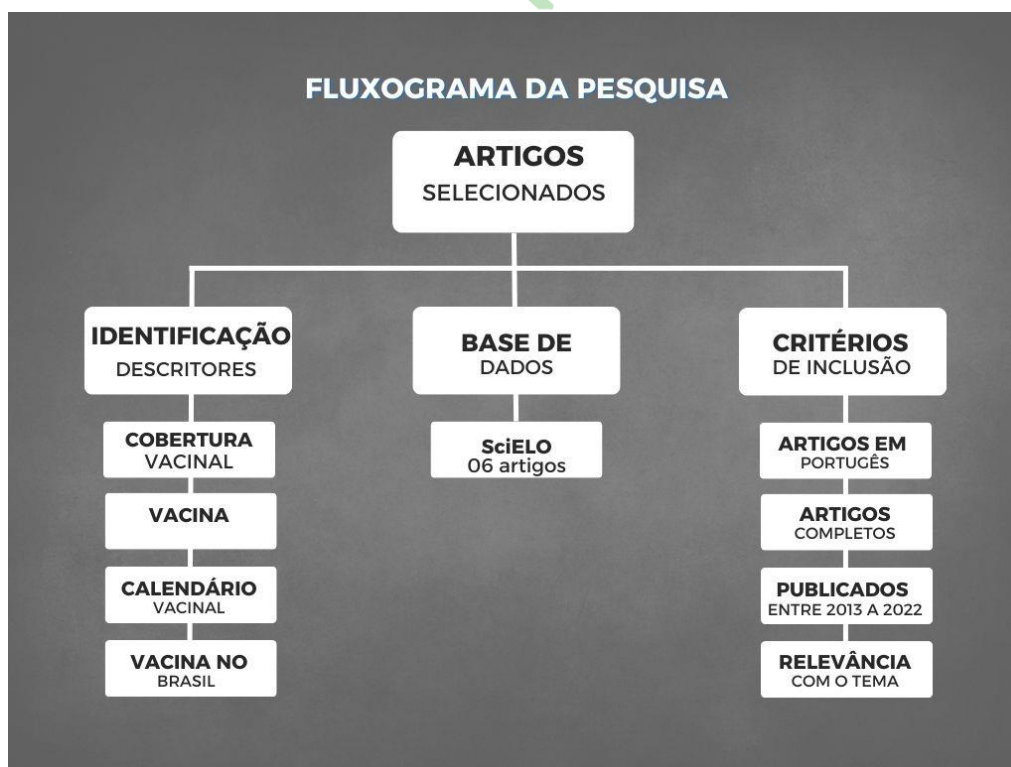 FLUXOGRAMA DA PESQUISA
ARTIGOS
SELECIONADOS
IDENTIFICAÇÃO
DESCRITORES
COBERTURA
VACINAL
VACINA
CALENDÁRIO
VACINAL
VACINA NO
BRASIL
BASE DE
DADOS
SciELO
06 artigos
CRITÉRIOS
DE INCLUSÃO
ARTIGOS EM
PORTUGÊS
ARTIGOS
COMPLETOS
PUBLICADOS
ENTRE 2013 A 2022
RELEVÂNCIA
COM O TEMA